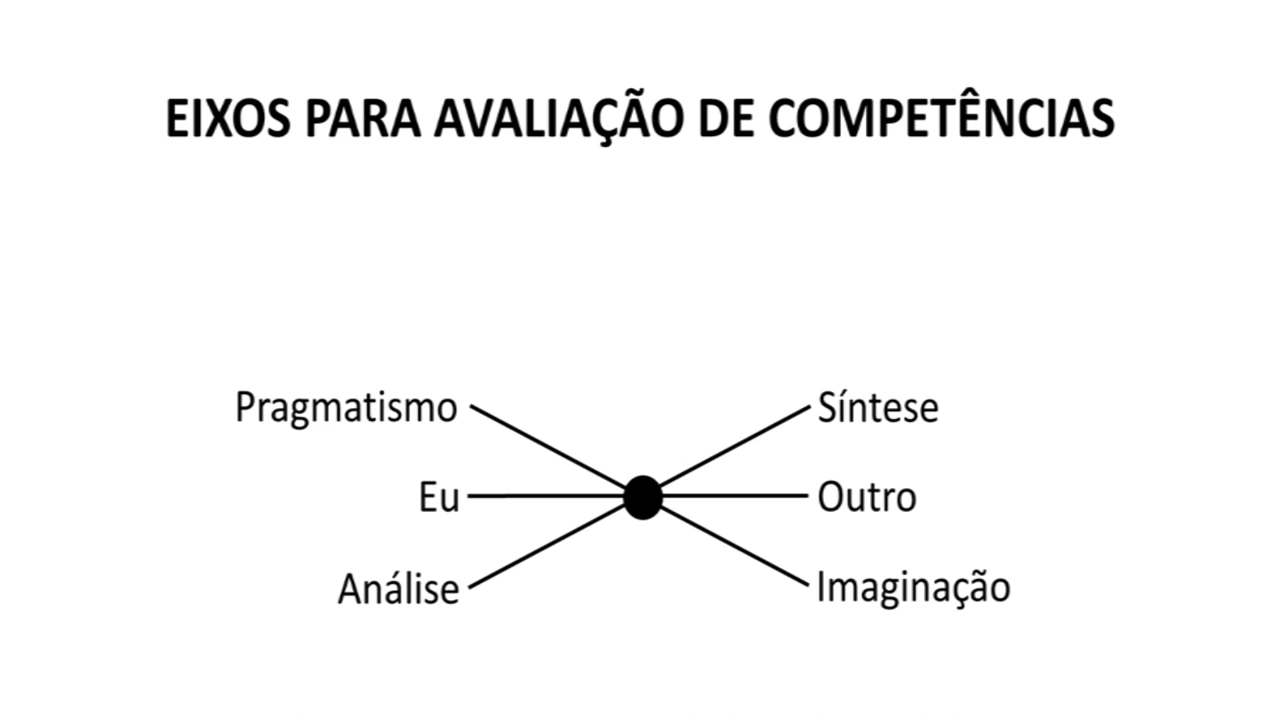 EIXOS PARA AVALIAÇÃO DE COMPETÊNCIAS
Pragmatismo
Síntese
Eu
Outro
Análise
Imaginação